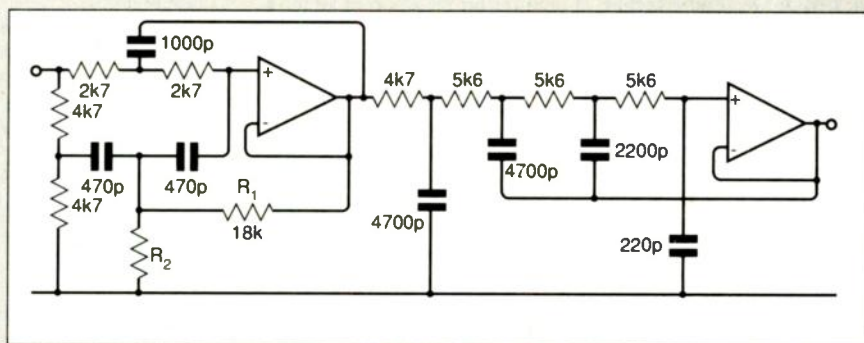 1000p
2k7
2k7
4k7
470p
470p
4k7
R1
18k
R2
+
-
4k7
5k6
5k6
5k6
4700p
4700p
2200p
220p
+
-